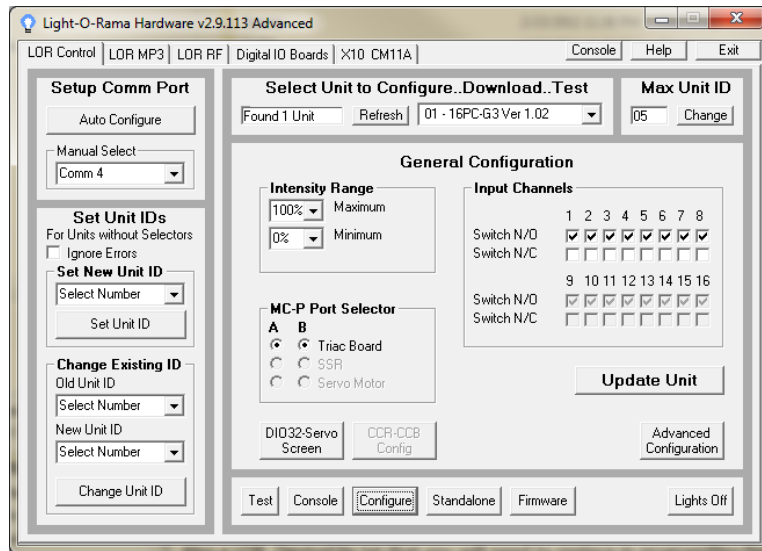 Light-O-Rama Hardware v2.9.113 Advanced
LOR Control LOR MP3 LOR RF Digital IO Boards X10 CM11A Console Help Exit
Setup Comm Port
Auto Configure
Manual Select
Comm 4
Set Unit IDs
For Units without Selectors
Ignore Errors
Set New Unit ID
Select Number
Set Unit ID
Change Existing ID
Old Unit ID
Select Number
New Unit ID
Select Number
Change Unit ID
Select Unit to Configure..Download..Test
Found 1 Unit Refresh 01 - 16PC-G3 Ver 1.02
Max Unit ID
05 Change
General Configuration
Intensity Range
100% Maximum
0% Minimum
MC-P Port Selector
A B
Triac Board
SSR
Servo Motor
Input Channels
1 2 3 4 5 6 7 8
Switch N/O
Switch N/C
9 10 11 12 13 14 15 16
Switch N/O
Switch N/C
Update Unit
DIO32-Servo
Screen
CCR-CCB
Config
Advanced
Configuration
Test Console Configure Standalone Firmware Lights Off